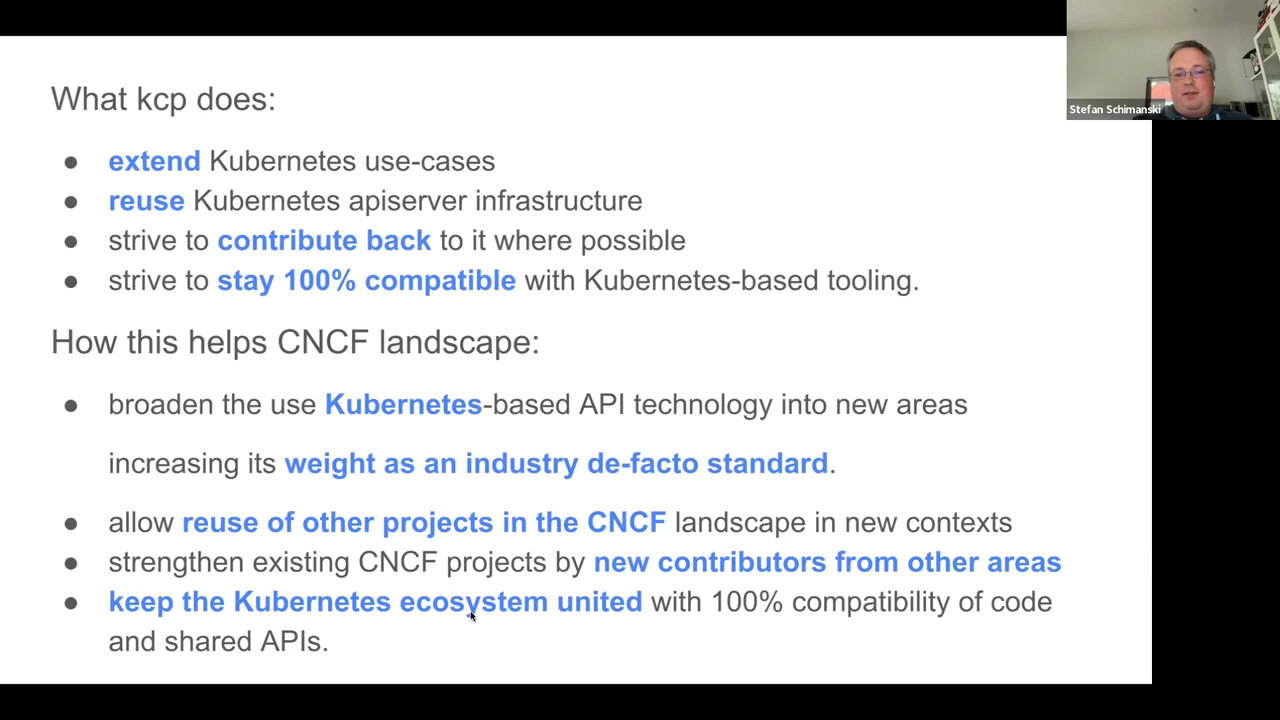 What kcp does:
● extend Kubernetes use-cases
● reuse Kubernetes apiserver infrastructure
● strive to contribute back to it where possible
● strive to stay 100% compatible with Kubernetes-based tooling.
How this helps CNCF landscape:
● broaden the use Kubernetes-based API technology into new areas
increasing its weight as an industry de-facto standard.
● allow reuse of other projects in the CNCF landscape in new contexts
● strengthen existing CNCF projects by new contributors from other areas
● keep the Kubernetes ecosystem united with 100% compatibility of code
and shared APIs.
Stefan Schimanski